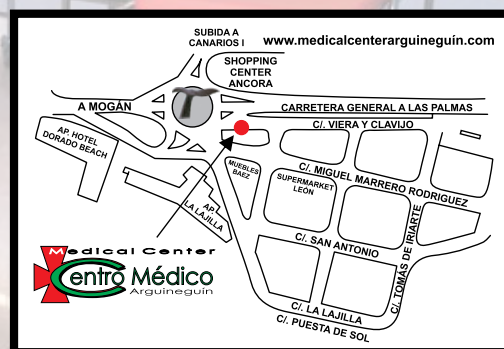 SUBIDA A
CANARIOS I
www.medicalcenterarguineguín.com
SHOPPING
CENTER
ANCORA
A MOGÁN
CARRETERA GENERAL A LAS PALMAS
C/. VIERA Y CLAVIJO
AP. HOTEL
DORADO BEACH
MUEBLES
BAEZ
C/. MIGUEL MARRERO RODRIGUEZ
SUPERMARKET
LEÓN
AP.
LA LAJILLA
C/. TOMAS DE IRIARTE
C/. SAN ANTONIO
Medical Center
Centro Médico
Arguineguín
C/. LA LAJILLA
C/. PUESTA DE SOL